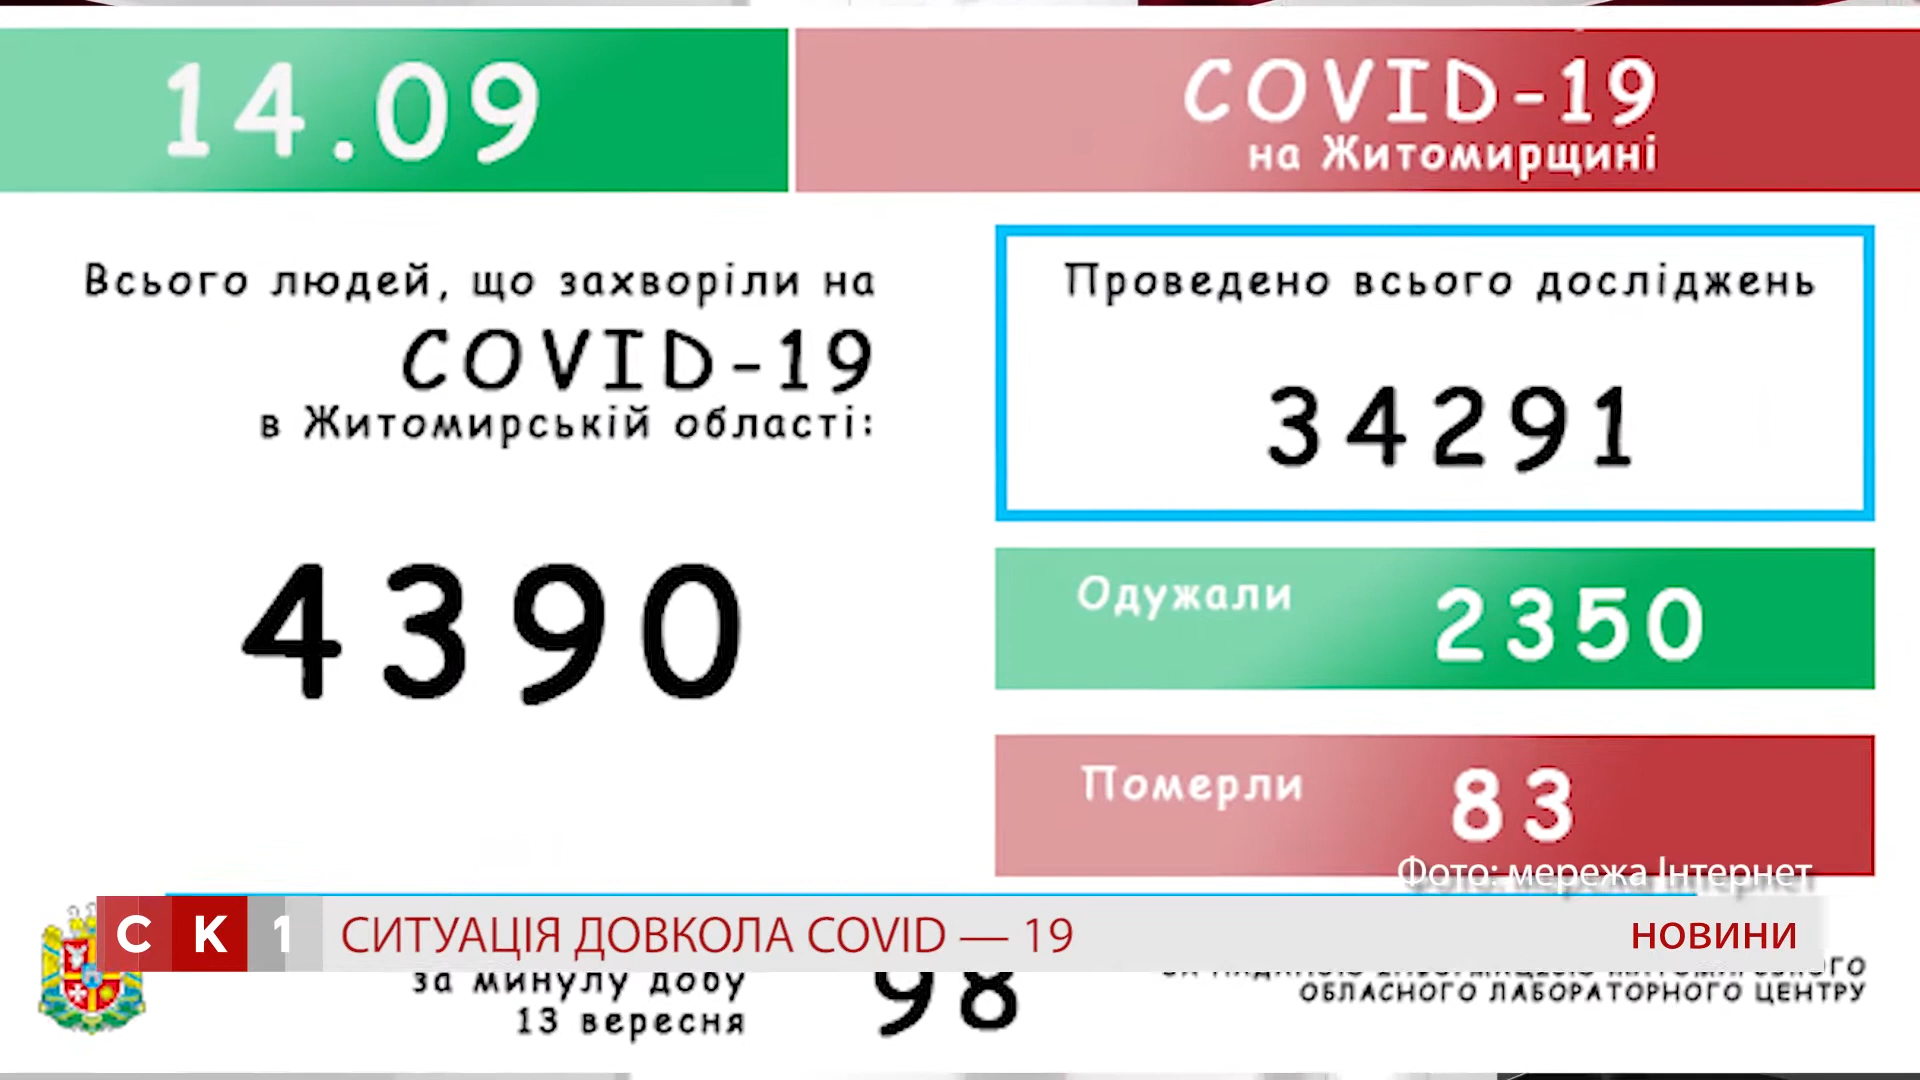 14.09
COVID-19
на Житомирщині
Всього людей, що захворіли на
COVID-19
в Житомирській області:
4390
Проведено всього досліджень
34291
Одужали 2350
Померли 83
Фото: мережа Інтернет
СК1 СИТУАЦІЯ ДОВКОЛА COVID — 19 НОВИНИ
за минулу добу
13 вересня
98
ОБЛАСНОГО ЛАБОРАТОРНОГО ЦЕНТРУ